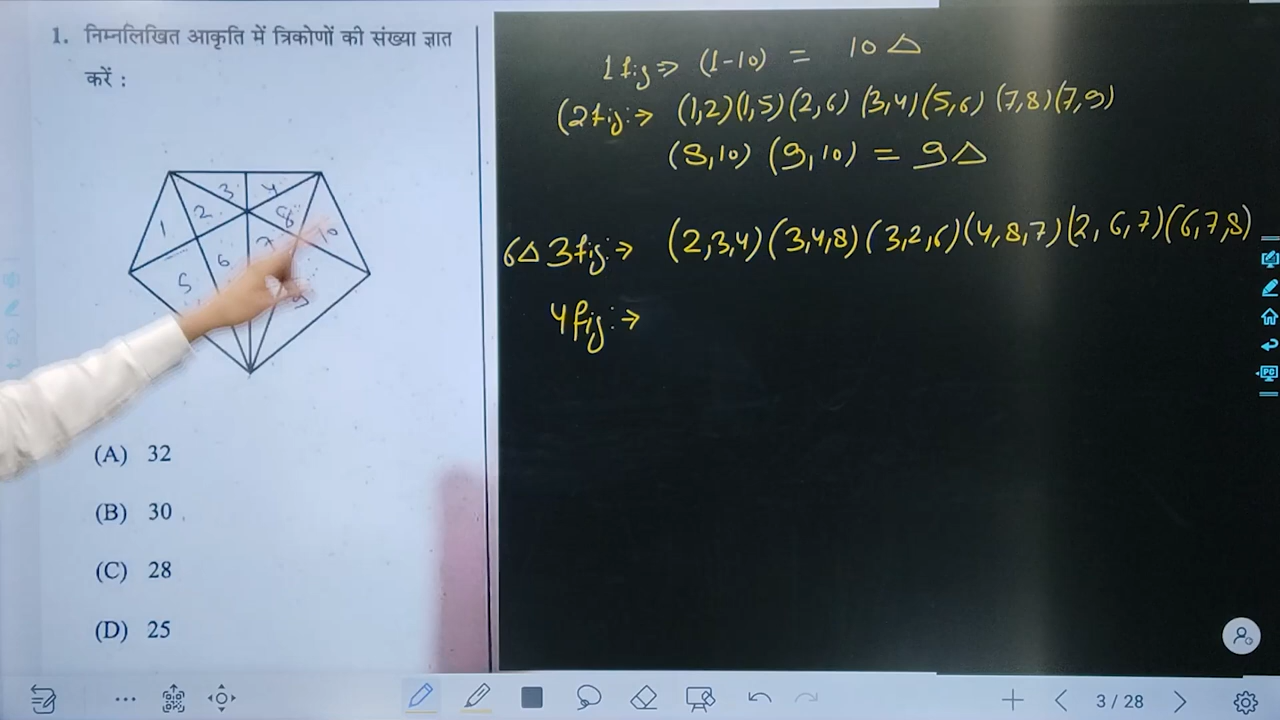 1. निम्नलिखित आकृति में त्रिकोणों की संख्या ज्ञात
करें :
1 2 3 4
5 6 7 8 10
9
(A) 32
(B) 30
(C) 28
(D) 25
1 fig => (1-10) = 10 △
(2 fig :→ (1,2) (1,5) (2,6) (3,4) (5,6) (7,8) (7,9)
(8,10) (9,10) = 9△
6△ 3 fig :→ (2,3,4) (3,4,8) (3,2,6) (4,8,7) (2,6,7) (6,7,8)
4 fig :→
PC
3 / 28